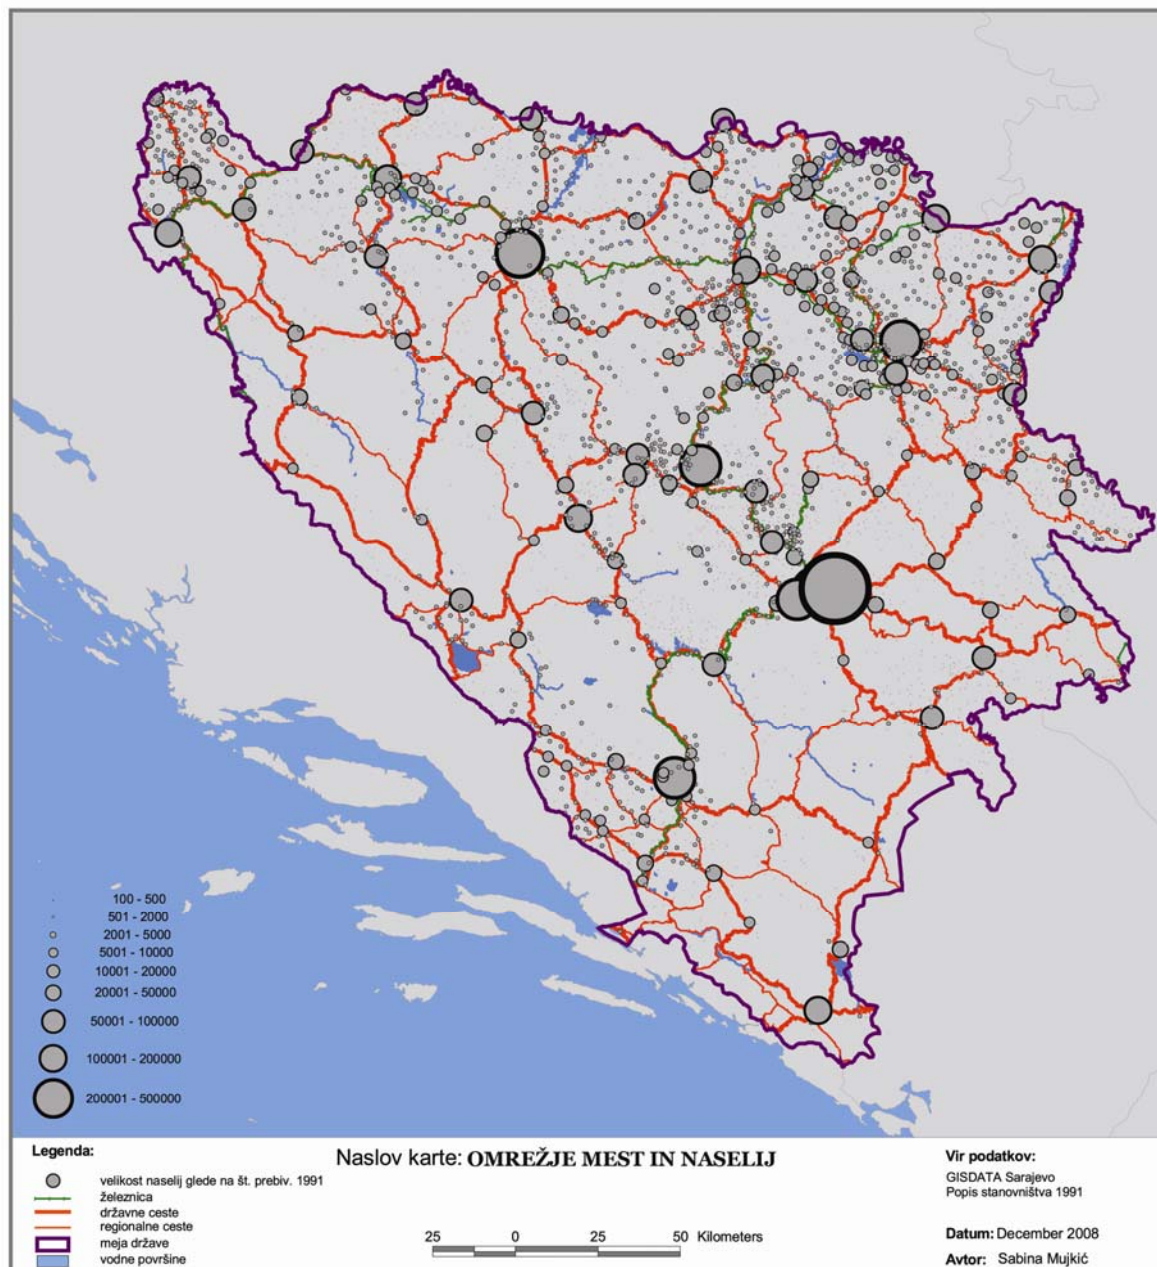 100 - 500
501 - 2000
2001 - 5000
5001 - 10000
10001 - 20000
20001 - 50000
50001 - 100000
100001 - 200000
200001 - 500000
Legenda:
velikost naselij glede na št. prebiv. 1991
železnica
državne ceste
regionalne ceste
meja države
vodne površine
Naslov karte: OMREŽJE MEST IN NASELIJ
25 0 25 50 Kilometers
Vir podatkov:
GISDATA Sarajevo
Popis stanovništva 1991
Datum: December 2008
Avtor: Sabina Mujkić